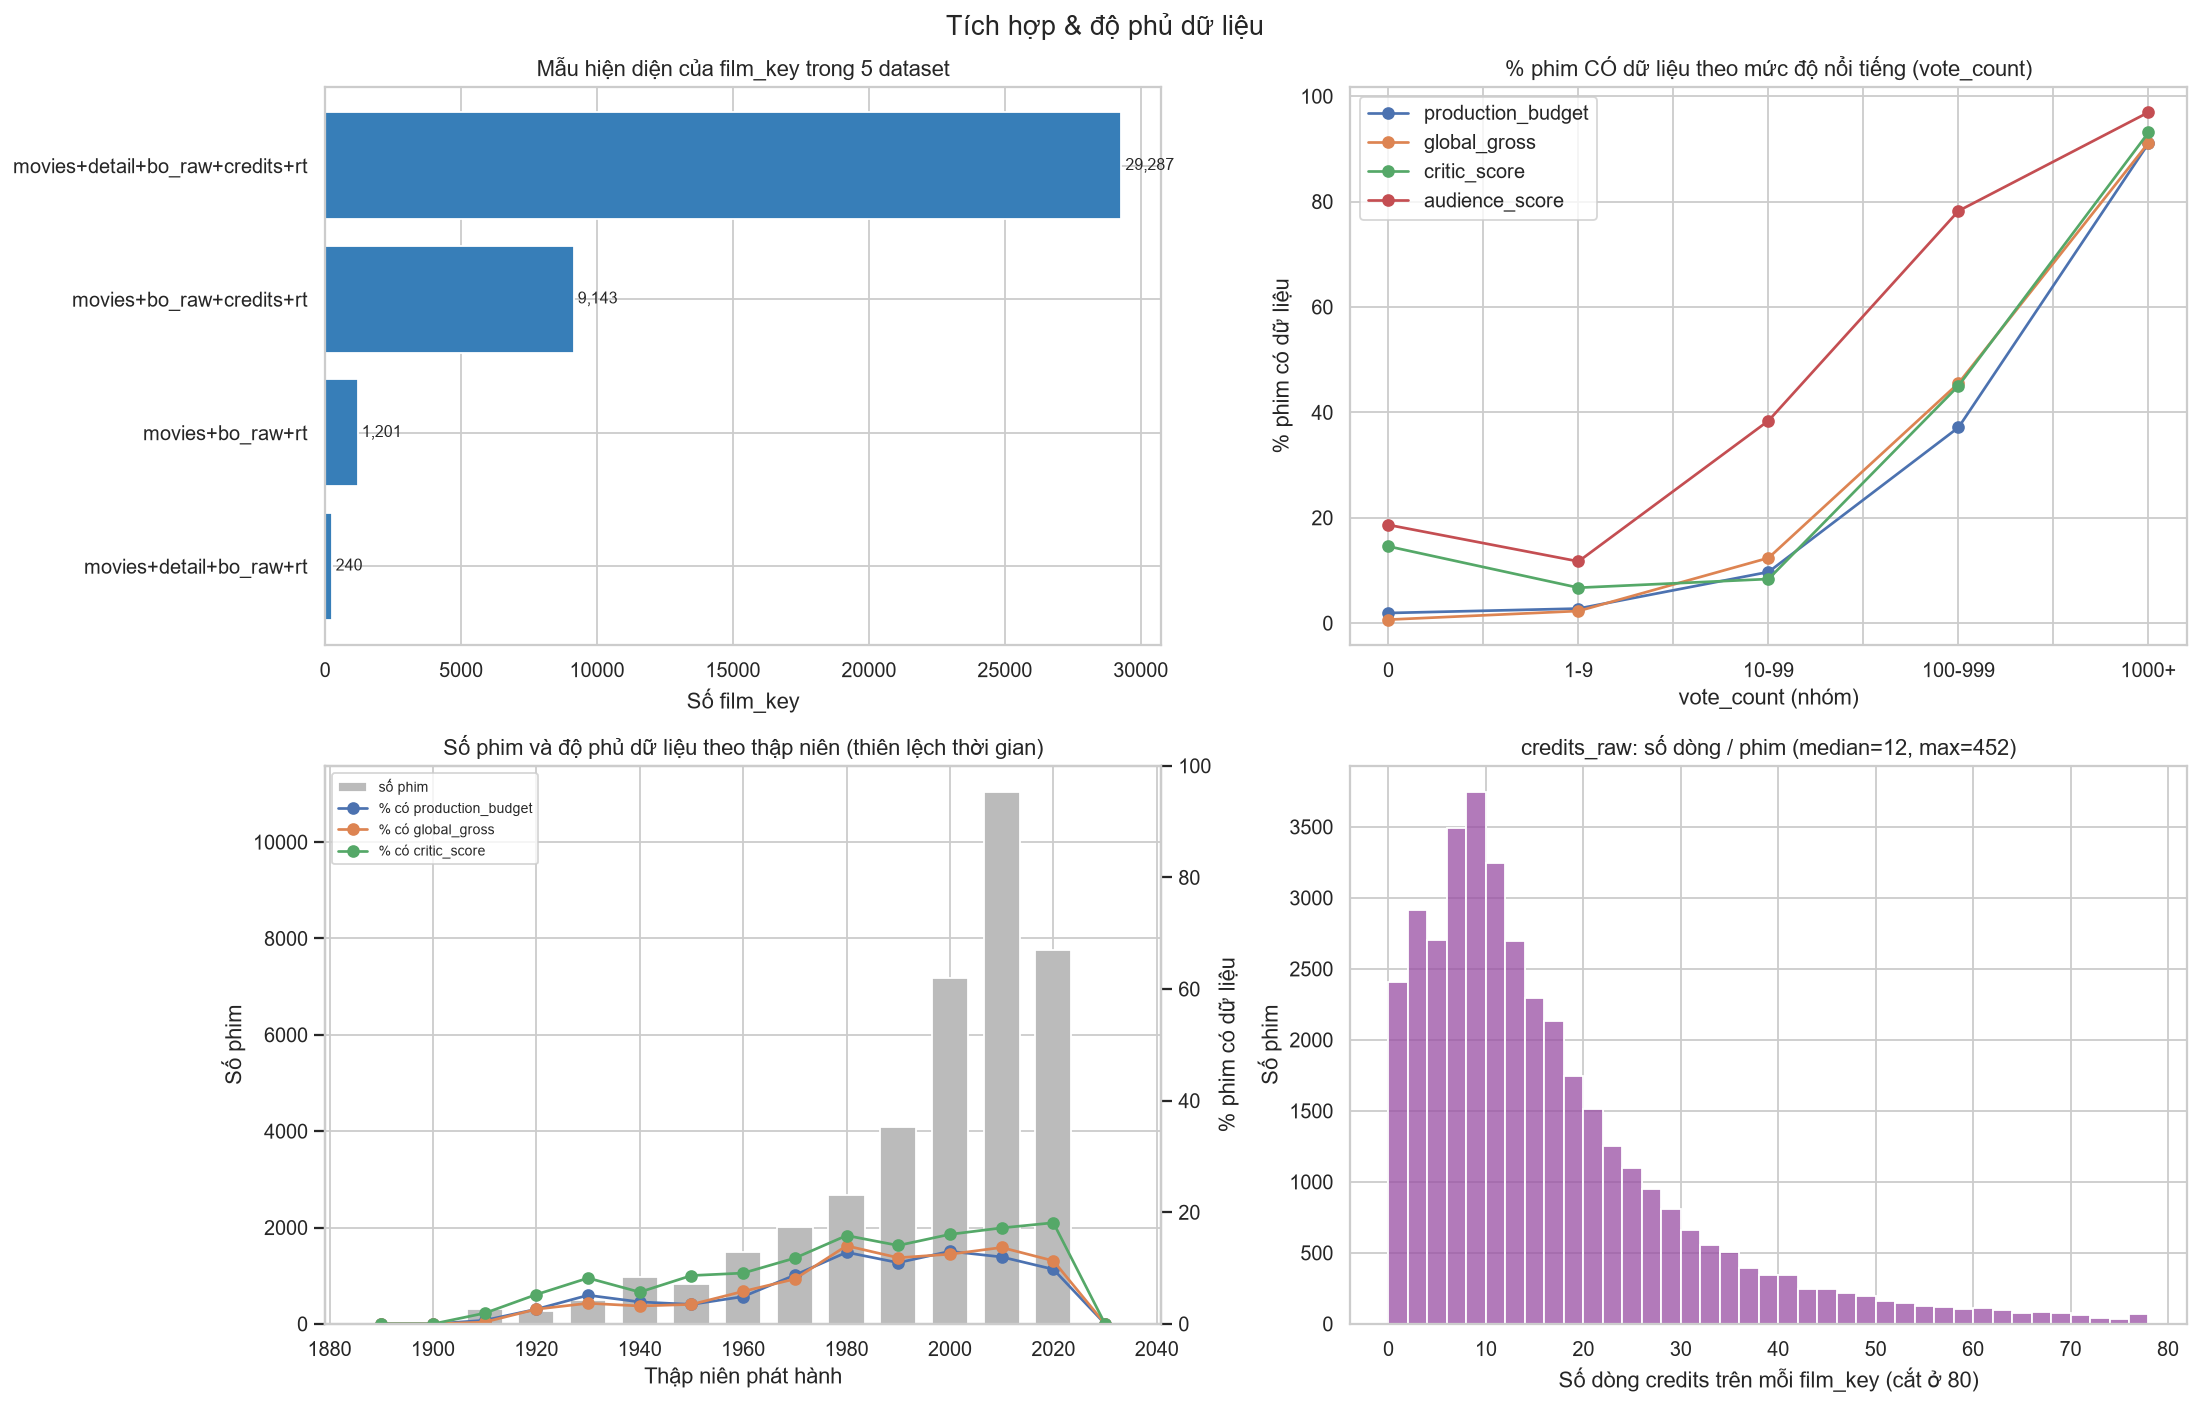 Tích hợp & độ phủ dữ liệu
Mẫu hiện diện của film_key trong 5 dataset
movies+detail+bo_raw+credits+rt
29,287
movies+bo_raw+credits+rt
9,143
movies+bo_raw+rt
1,201
movies+detail+bo_raw+rt
240
0 5000 10000 15000 20000 25000 30000
Số film_key
% phim CÓ dữ liệu theo mức độ nổi tiếng (vote_count)
production_budget
global_gross
critic_score
audience_score
100
80
60
40
20
0
% phim có dữ liệu
0 1-9 10-99 100-999 1000+
vote_count (nhóm)
Số phim và độ phủ dữ liệu theo thập niên (thiên lệch thời gian)
số phim
% có production_budget
% có global_gross
% có critic_score
10000
8000
6000
4000
2000
0
Số phim
100
80
60
40
20
0
% phim có dữ liệu
1880 1900 1920 1940 1960 1980 2000 2020 2040
Thập niên phát hành
credits_raw: số dòng / phim (median=12, max=452)
3500
3000
2500
2000
1500
1000
500
0
Số phim
0 10 20 30 40 50 60 70 80
Số dòng credits trên mỗi film_key (cắt ở 80)